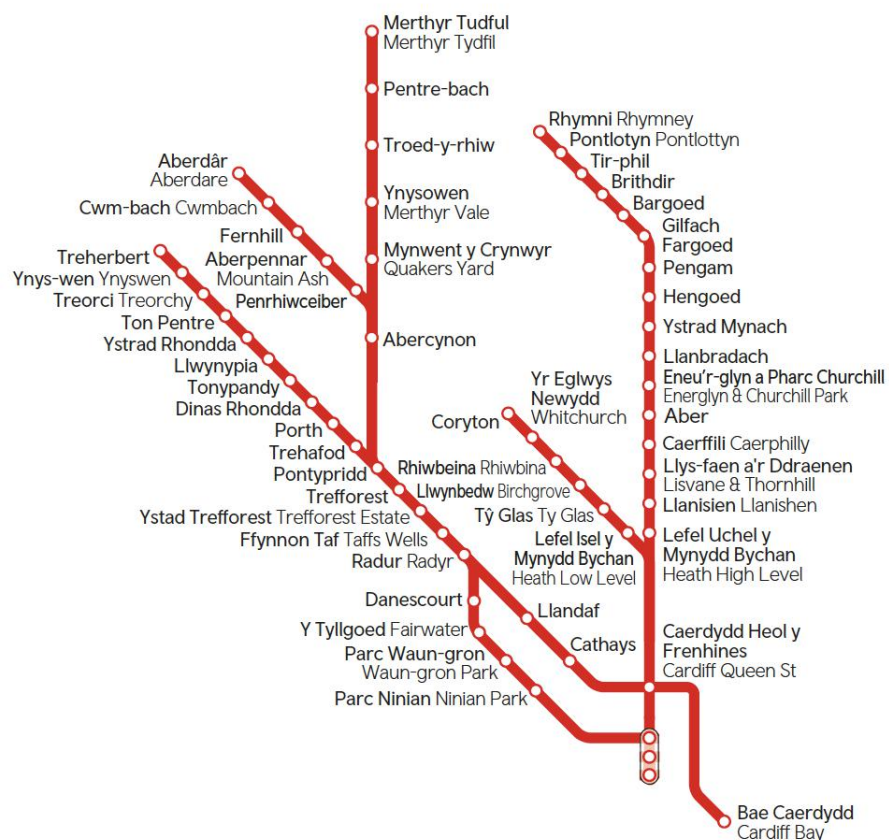 Merthyr Tudful
Merthyr Tydfil
Pentre-bach
Troed-y-rhiw
Ynysowen
Merthyr Vale
Mynwent y Crynwyr
Quakers Yard
Abercynon
Aberdâr
Aberdare
Cwm-bach Cwmbach
Fernhill
Aberpennar
Mountain Ash
Penrhiwceiber
Treherbert
Ynys-wen Ynyswen
Treorci Treorchy
Ton Pentre
Ystrad Rhondda
Llwynypia
Tonypandy
Dinas Rhondda
Porth
Trehafod
Pontypridd
Trefforest
Ystad Trefforest Trefforest Estate
Ffynnon Taf Taffs Wells
Radur Radyr
Danescourt
Y Tyllgoed Fairwater
Parc Waun-gron
Waun-gron Park
Parc Ninian Ninian Park
Llandaf
Cathays
Rhymni Rhymney
Pontlotyn Pontlottyn
Tir-phil
Brithdir
Bargoed
Gilfach
Fargoed
Pengam
Hengoed
Ystrad Mynach
Llanbradach
Eneu'r-glyn a Pharc Churchill
Energlyn & Churchill Park
Aber
Caerffili Caerphilly
Llys-faen a'r Ddraenen
Lisvane & Thornhill
Llanisien Llanishen
Lefel Uchel y
Mynydd Bychan
Heath High Level
Coryton
Yr Eglwys
Newydd
Whitchurch
Rhiwbeina Rhiwbina
Llwynbedw Birchgrove
Tŷ Glas Ty Glas
Lefel Isel y
Mynydd Bychan
Heath Low Level
Caerdydd Heol y
Frenhines
Cardiff Queen St
Bae Caerdydd
Cardiff Bay